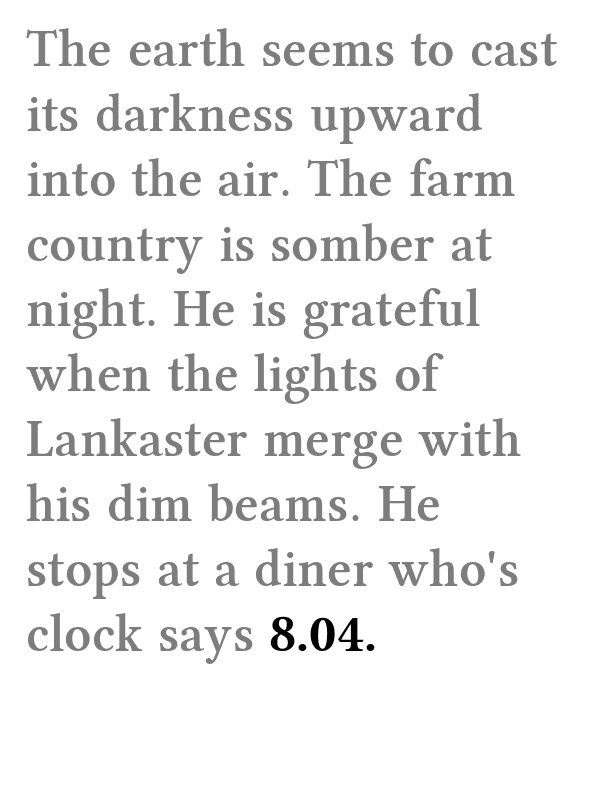 The earth seems to cast
its darkness upward
into the air. The farm
country is somber at
night. He is grateful
when the lights of
Lankaster merge with
his dim beams. He
stops at a diner who's
clock says 8.04.